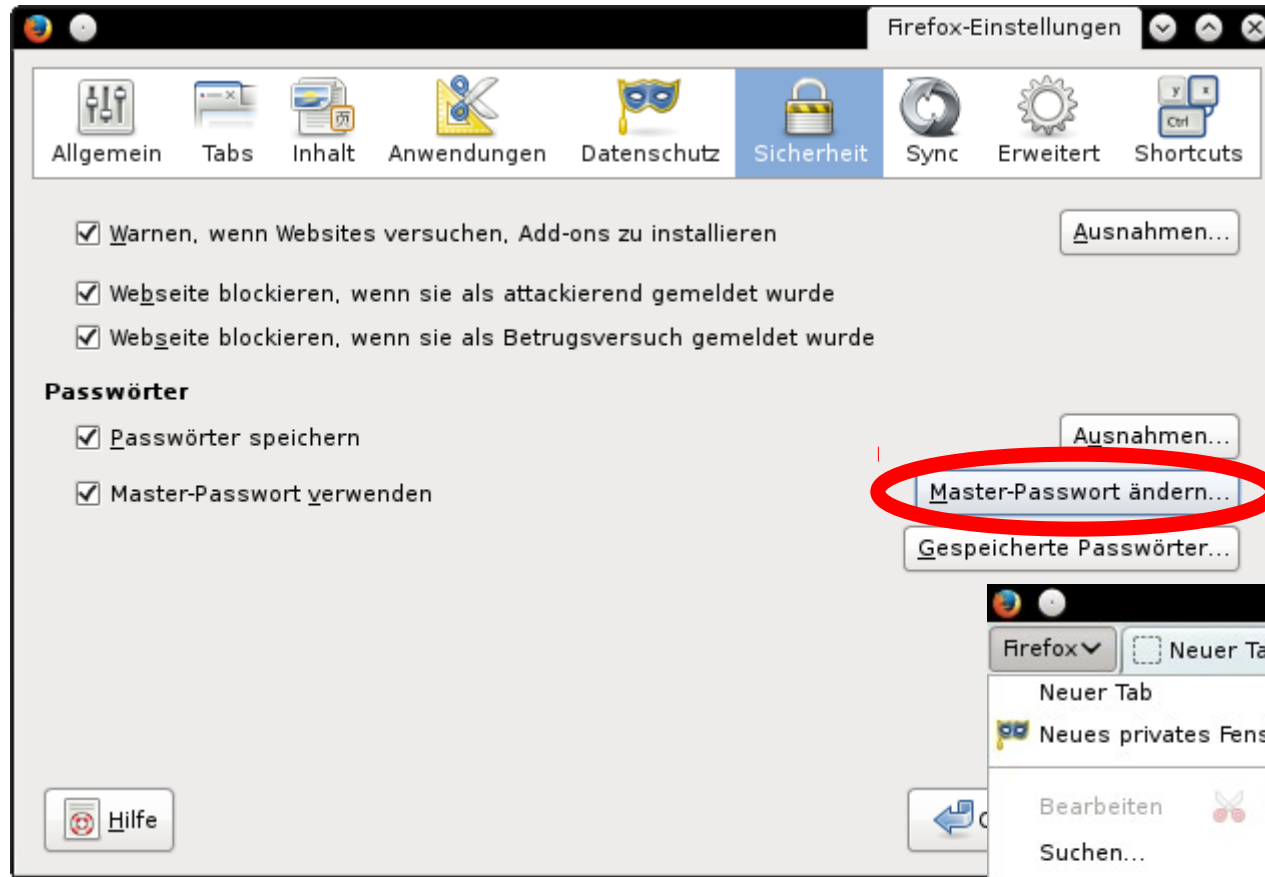 Firefox-Einstellungen
Allgemein Tabs Inhalt Anwendungen Datenschutz Sicherheit Sync Erweitert Shortcuts
页 y x Ctrl
Warnen, wenn Websites versuchen, Add-ons zu installieren Ausnahmen...
Webseite blockieren, wenn sie als attackierend gemeldet wurde
Webseite blockieren, wenn sie als Betrugsversuch gemeldet wurde
Passwörter
Passwörter speichern Ausnahmen...
Master-Passwort verwenden Master-Passwort ändern...
Gespeicherte Passwörter...
Firefox Neuer Ta
Neuer Tab
Neues privates Fens
Bearbeiten
Suchen...
Hilfe